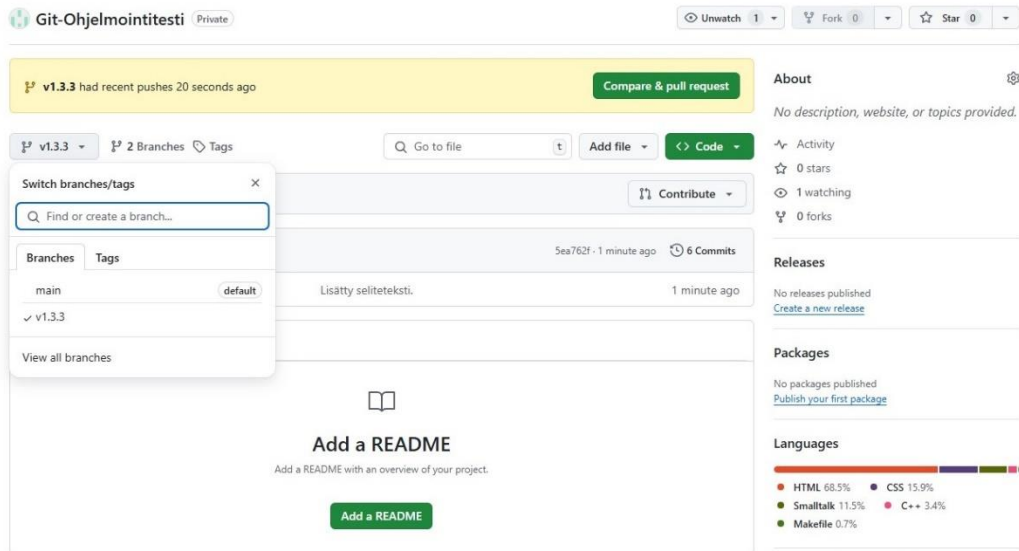 Git-Ohjelmointitesti Private
Unwatch 1
Fork 0
Star 0
v1.3.3 had recent pushes 20 seconds ago
Compare & pull request
v1.3.3
2 Branches
Tags
Go to file
t
Add file
<> Code
Switch branches/tags
Find or create a branch...
Branches
Tags
main
default
v1.3.3
View all branches
Contribute
5ea762f · 1 minute ago
6 Commits
Lisätty seliteteksti.
1 minute ago
Add a README
Add a README with an overview of your project.
Add a README
About
No description, website, or topics provided.
Activity
0 stars
1 watching
0 forks
Releases
No releases published
Create a new release
Packages
No packages published
Publish your first package
Languages
HTML 68.5%
CSS 15.9%
Smalltalk 11.5%
C++ 3.4%
Makefile 0.7%